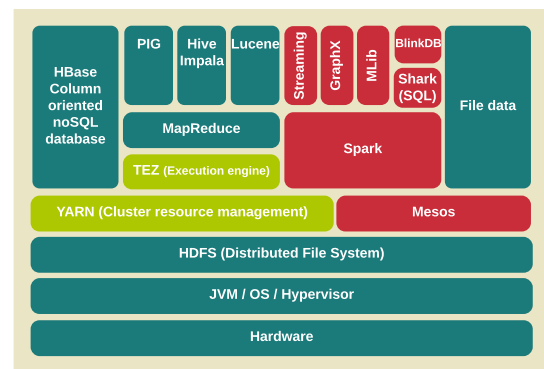 HBase
Column
oriented
noSQL
database
PIG
Hive
Impala
Lucene
Streaming
GraphX
MLib
BlinkDB
Shark
(SQL)
File data
MapReduce
Spark
TEZ (Execution engine)
YARN (Cluster resource management)
Mesos
HDFS (Distributed File System)
JVM / OS / Hypervisor
Hardware